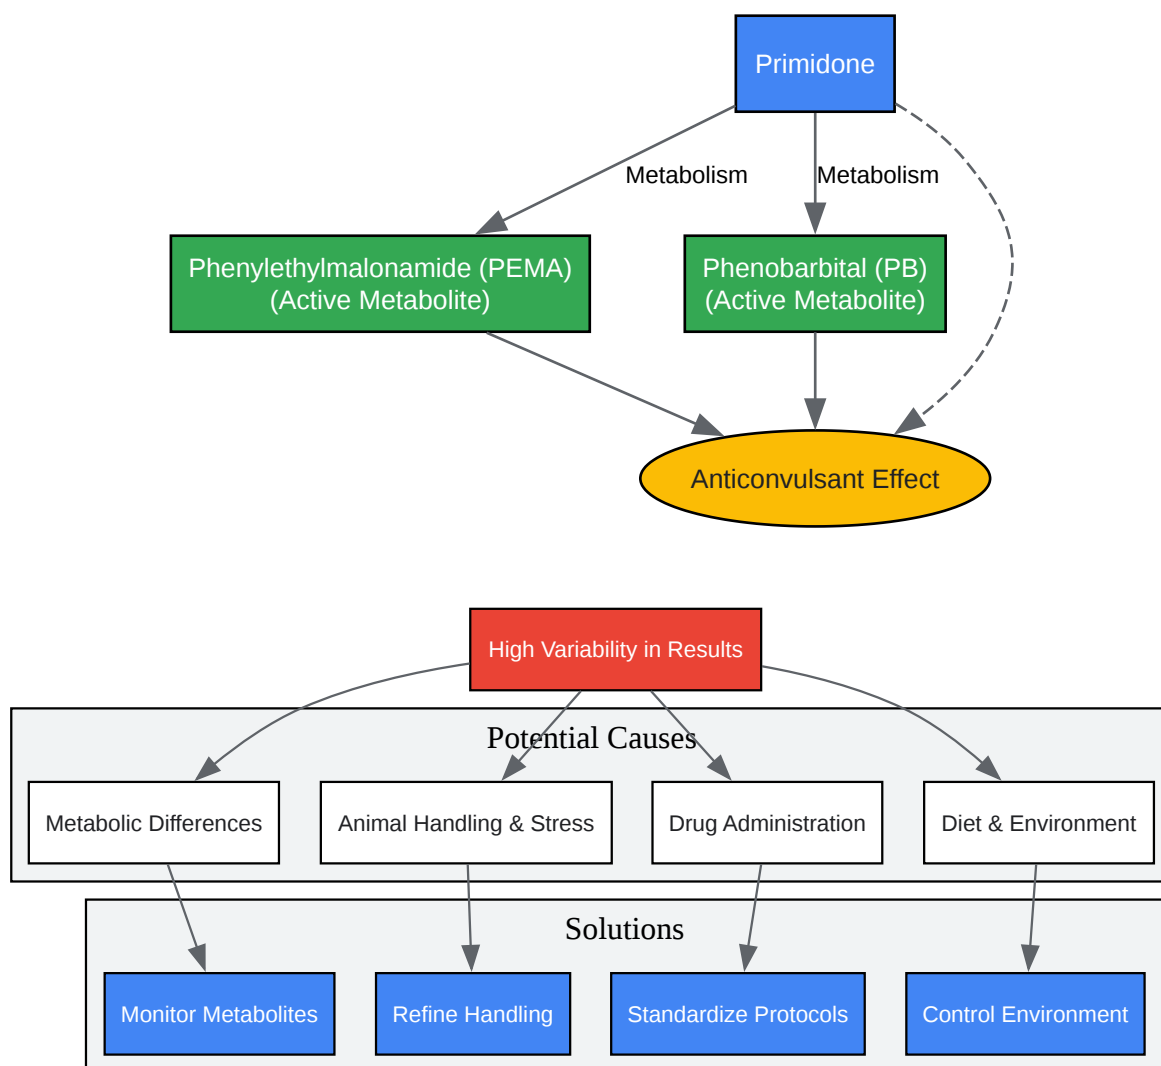 Primidone
Metabolism
Metabolism
Phenylethylmalonamide (PEMA)
(Active Metabolite)
Phenobarbital (PB)
(Active Metabolite)
Anticonvulsant Effect
High Variability in Results
Potential Causes
Metabolic Differences
Animal Handling & Stress
Drug Administration
Diet & Environment
Solutions
Monitor Metabolites
Refine Handling
Standardize Protocols
Control Environment